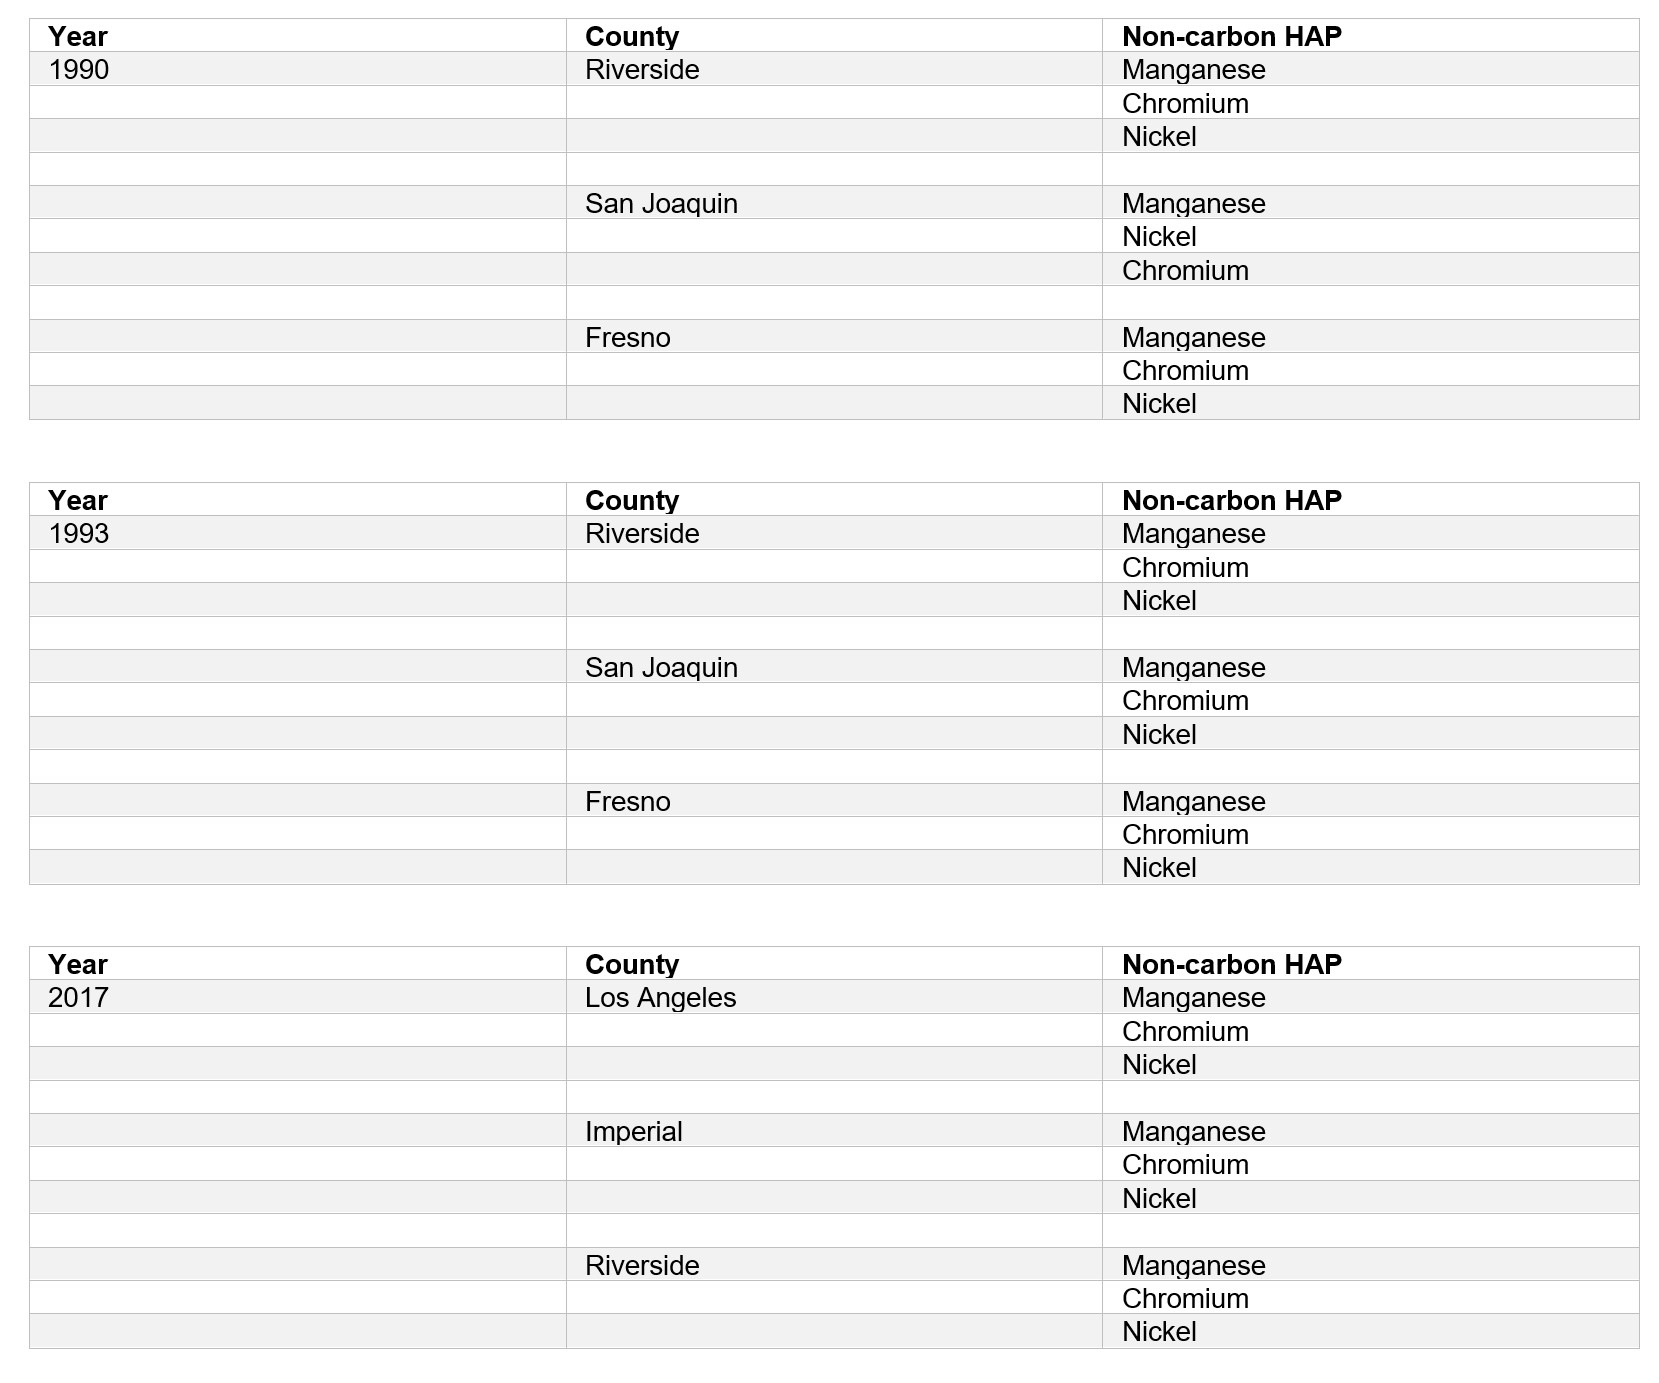 Year County Non-carbon HAP
1990 Riverside Manganese
Chromium
Nickel
San Joaquin Manganese
Nickel
Chromium
Fresno Manganese
Chromium
Nickel
Year County Non-carbon HAP
1993 Riverside Manganese
Chromium
Nickel
San Joaquin Manganese
Chromium
Nickel
Fresno Manganese
Chromium
Nickel
Year County Non-carbon HAP
2017 Los Angeles Manganese
Chromium
Nickel
Imperial Manganese
Chromium
Nickel
Riverside Manganese
Chromium
Nickel